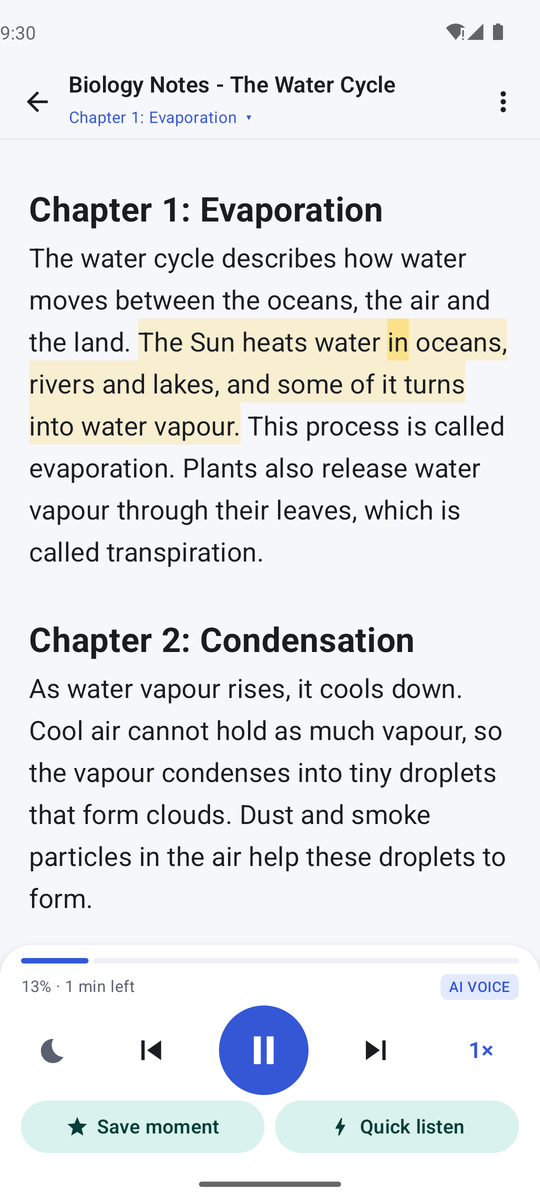 9:30
Biology Notes - The Water Cycle
Chapter 1: Evaporation
Chapter 1: Evaporation
The water cycle describes how water
moves between the oceans, the air and
the land. The Sun heats water in oceans,
rivers and lakes, and some of it turns
into water vapour. This process is called
evaporation. Plants also release water
vapour through their leaves, which is
called transpiration.
Chapter 2: Condensation
As water vapour rises, it cools down.
Cool air cannot hold as much vapour, so
the vapour condenses into tiny droplets
that form clouds. Dust and smoke
particles in the air help these droplets to
form.
13% · 1 min left
AI VOICE
1×
Save moment
Quick listen